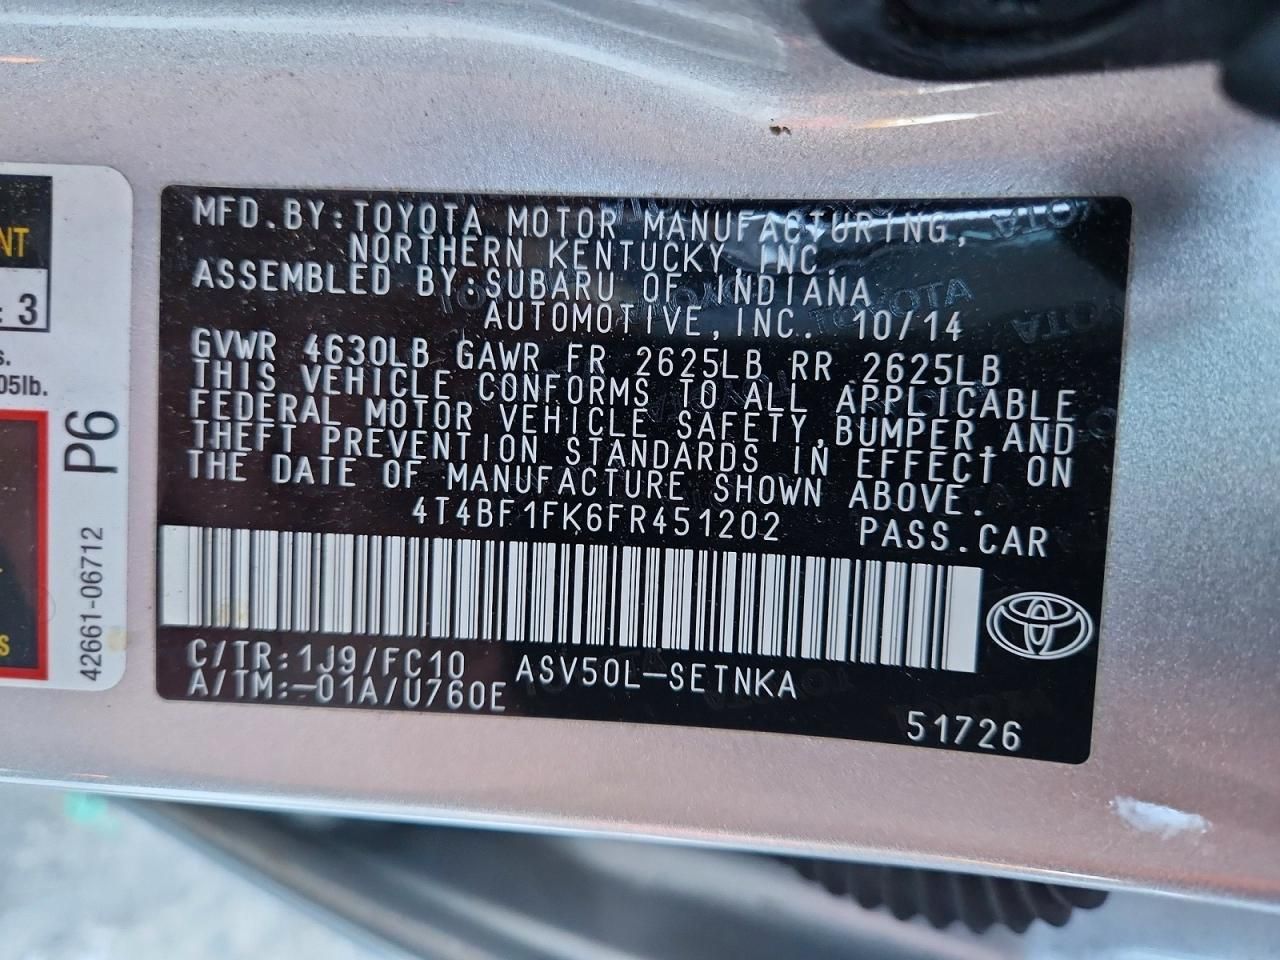 MFD.BY:TOYOTA MOTOR MANUFACTURING,
NORTHERN KENTUCKY, INC.
ASSEMBLED BY:SUBARU OF INDIANA
AUTOMOTIVE,INC. 10/14
GVWR 4630LB GAWR FR 2625LB RR 2625LB
THIS VEHICLE CONFORMS TO ALL APPLICABLE
FEDERAL MOTOR VEHICLE SAFETY,BUMPER,AND
THEFT PREVENTION STANDARDS IN EFFECT ON
THE DATE OF MANUFACTURE SHOWN ABOVE.
4T4BF1FK6FR451202 PASS.CAR
C/TR:1J9/FC10 ASV50L-SETNKA
A/TM:-01A/U760E
51726
NT
: 3
s.
05lb.
S
P6
42661-06712